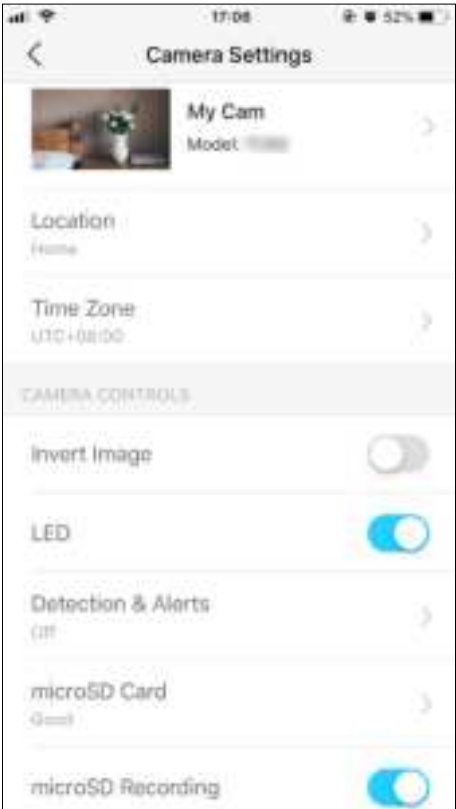 17:06 52%
Camera Settings
My Cam
Model:
Location
Home
Time Zone
UTC+08:00
CAMERA CONTROLS
Invert Image
LED
Detection & Alerts
Off
microSD Card
Good
microSD Recording